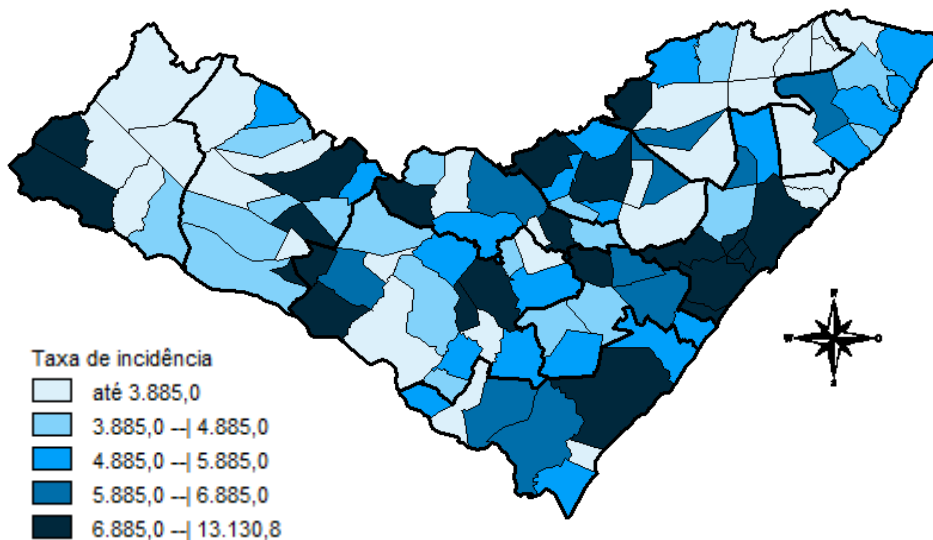 Taxa de incidência
até 3.885,0
3.885,0 --| 4.885,0
4.885,0 --| 5.885,0
5.885,0 --| 6.885,0
6.885,0 --| 13.130,8